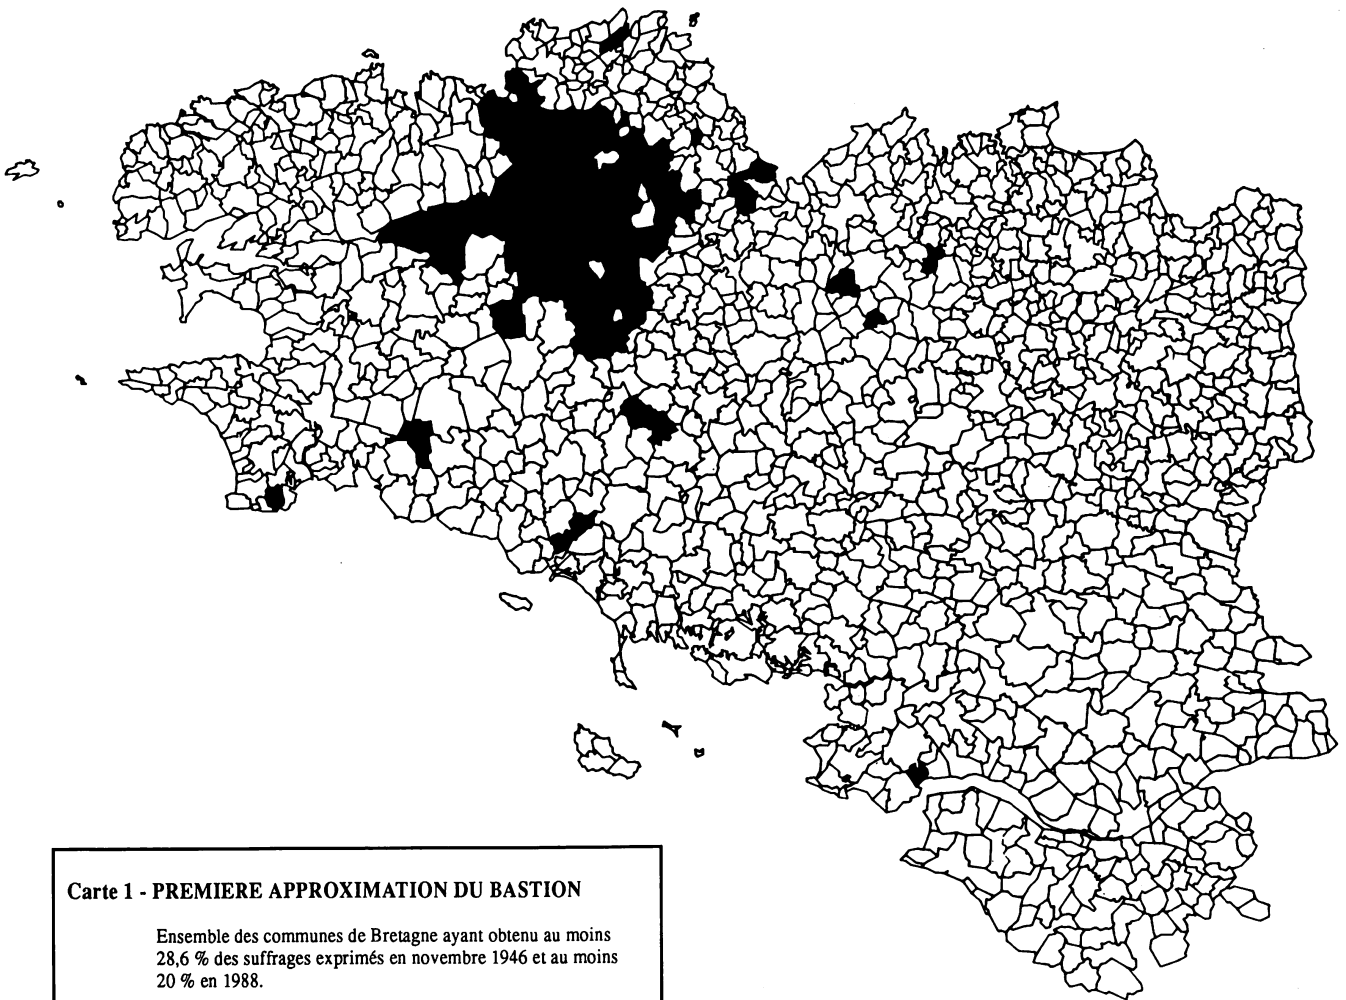 Carte 1 - PREMIERE APPROXIMATION DU BASTION
Ensemble des communes de Bretagne ayant obtenu au moins
28,6 % des suffrages exprimés en novembre 1946 et au moins
20 % en 1988.